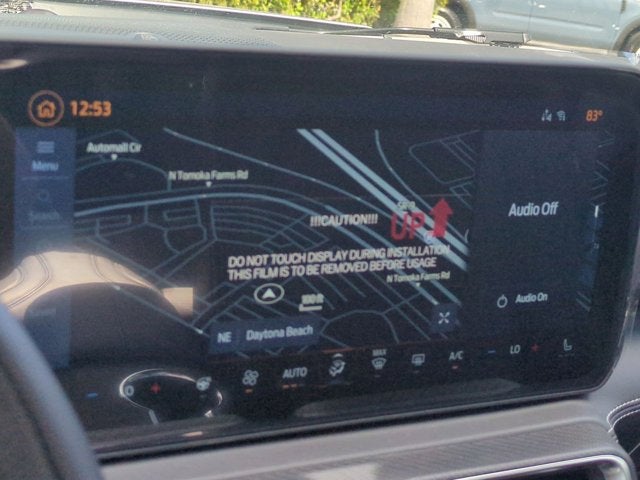 12:53
83°
Menu
Automall Cir
Search
N Tomoka Farms Rd
Audio Off
!!!CAUTION!!!
UP
DO NOT TOUCH DISPLAY DURING INSTALLATION
THIS FILM IS TO BE REMOVED BEFORE USAGE
N Tomoka Farms Rd
Audio On
NE Daytona Beach
AUTO
MAX
A/C
LO